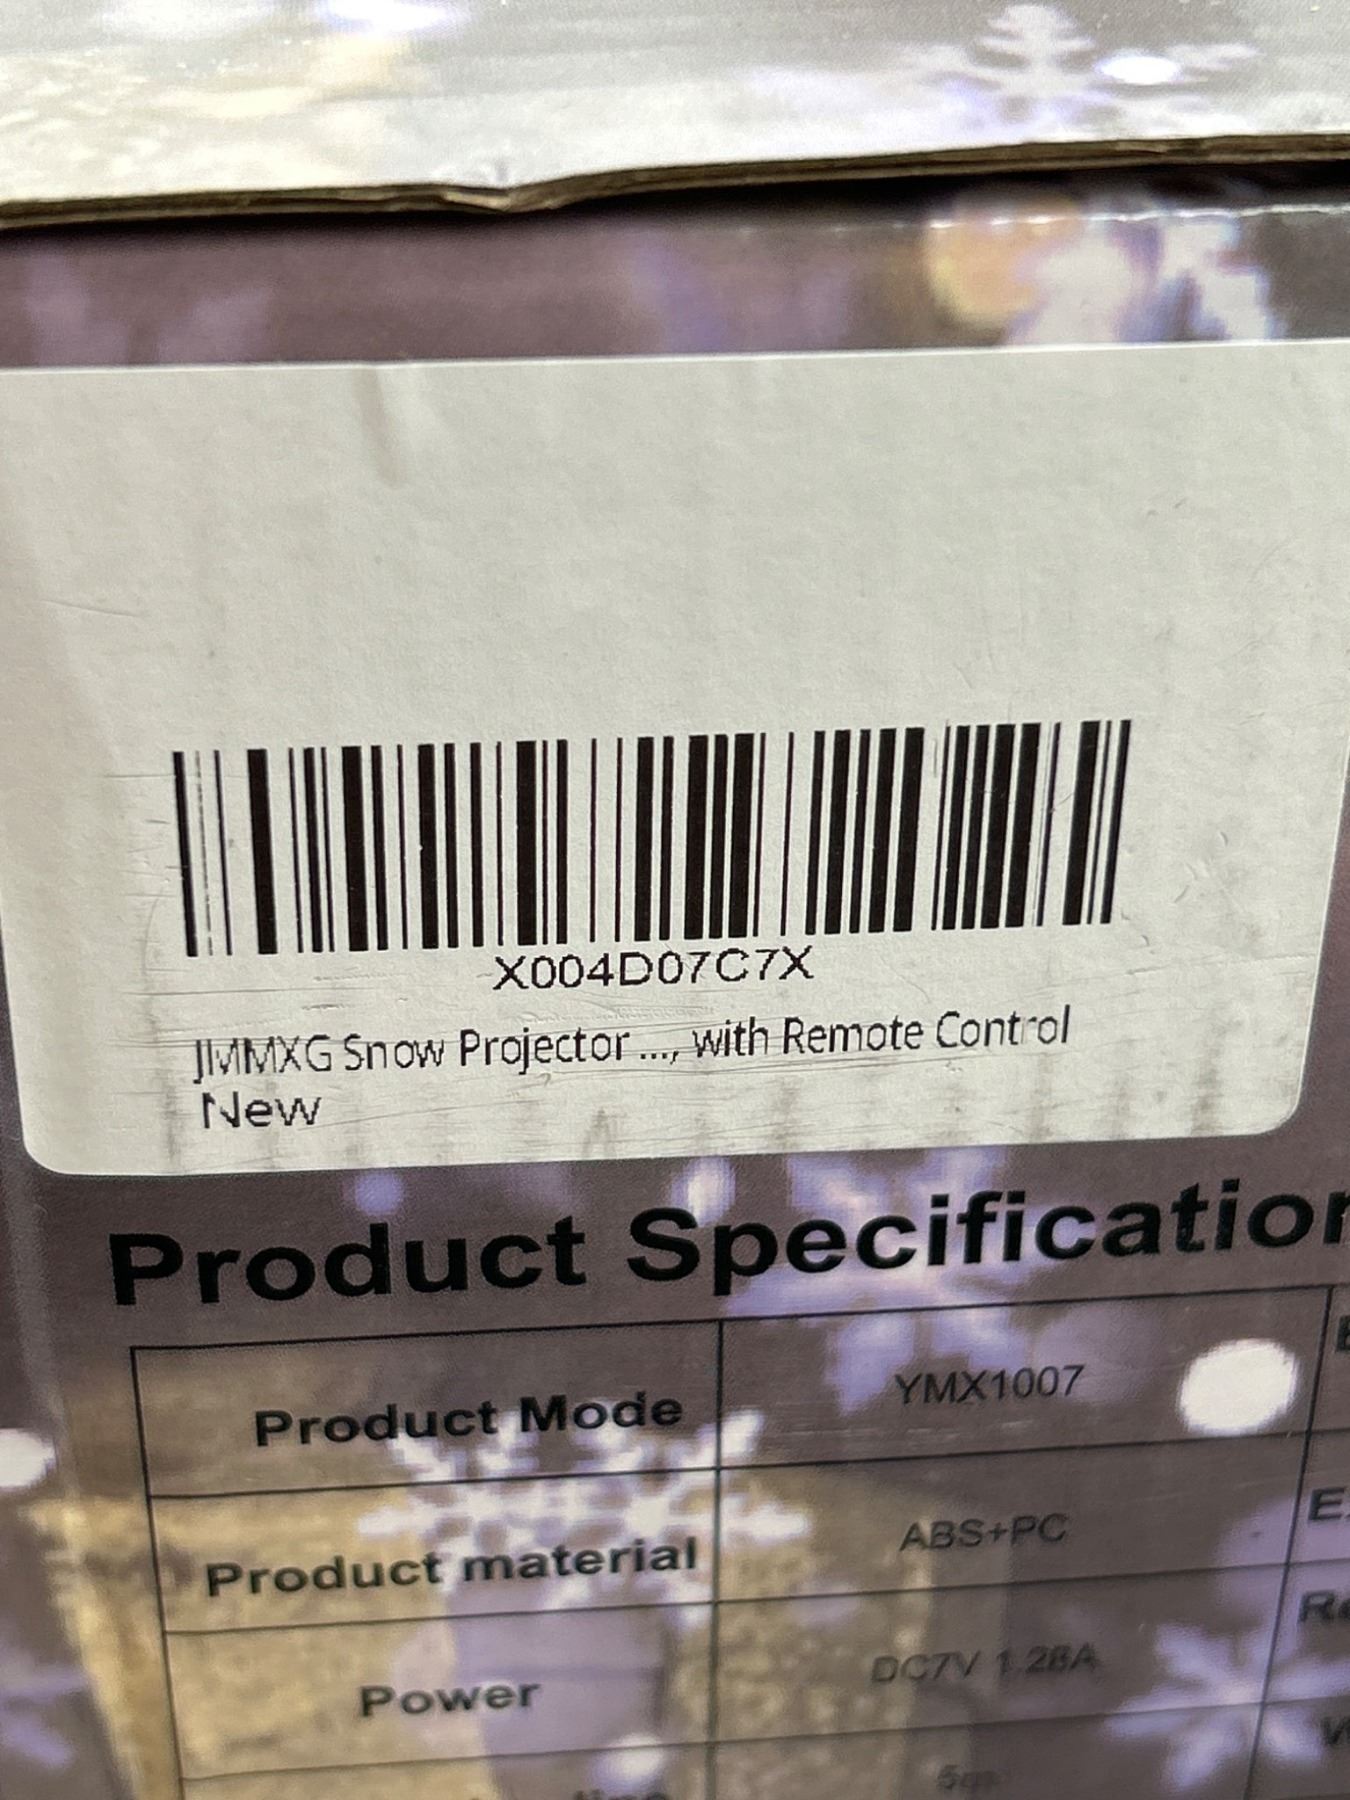 X004D07C7X
JMMXG Snow Projector ..., with Remote Control
New
Product Specification
Product Mode YMX1007
Product material ABS+PC
Power DC7V 1.28A